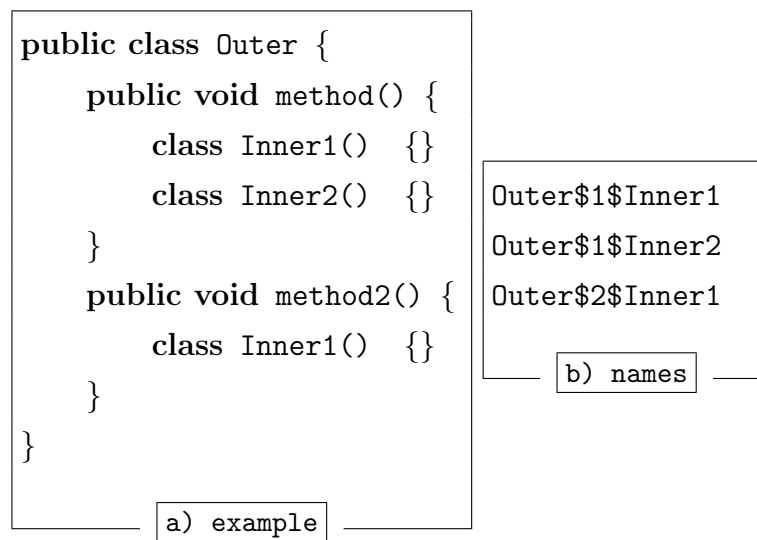 public class Outer {
public void method() {
class Inner1() {}
class Inner2() {}
}
public void method2() {
class Inner1() {}
}
}
a) example
Outer$1$Inner1
Outer$1$Inner2
Outer$2$Inner1
b) names